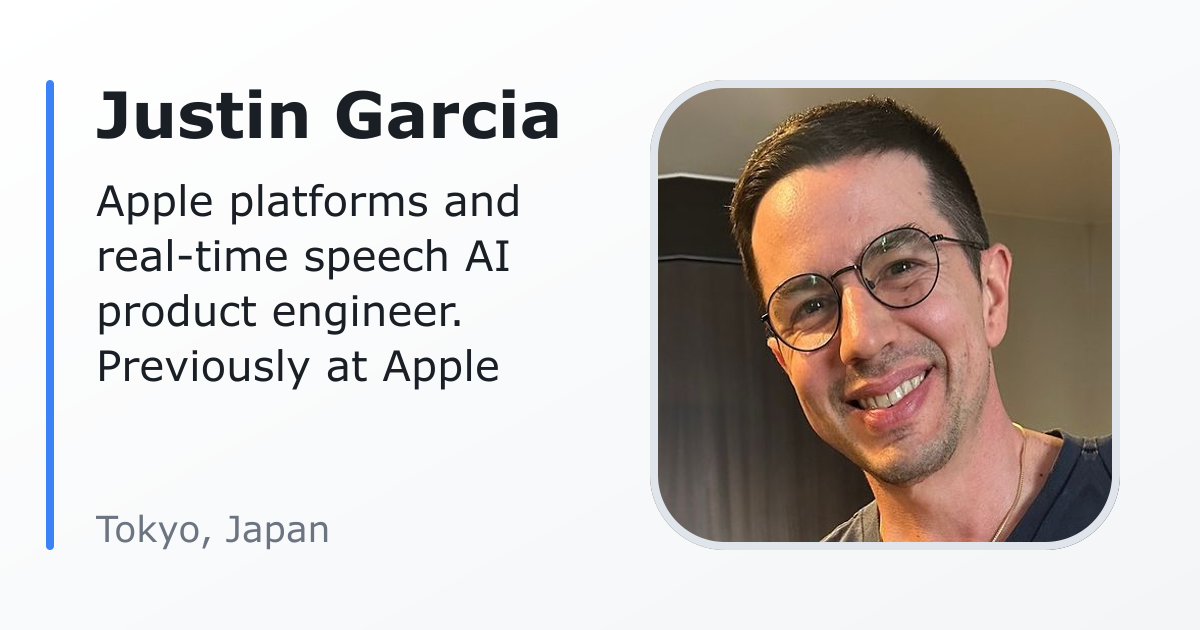 Justin Garcia
Apple platforms and
real-time speech AI
product engineer.
Previously at Apple
Tokyo, Japan